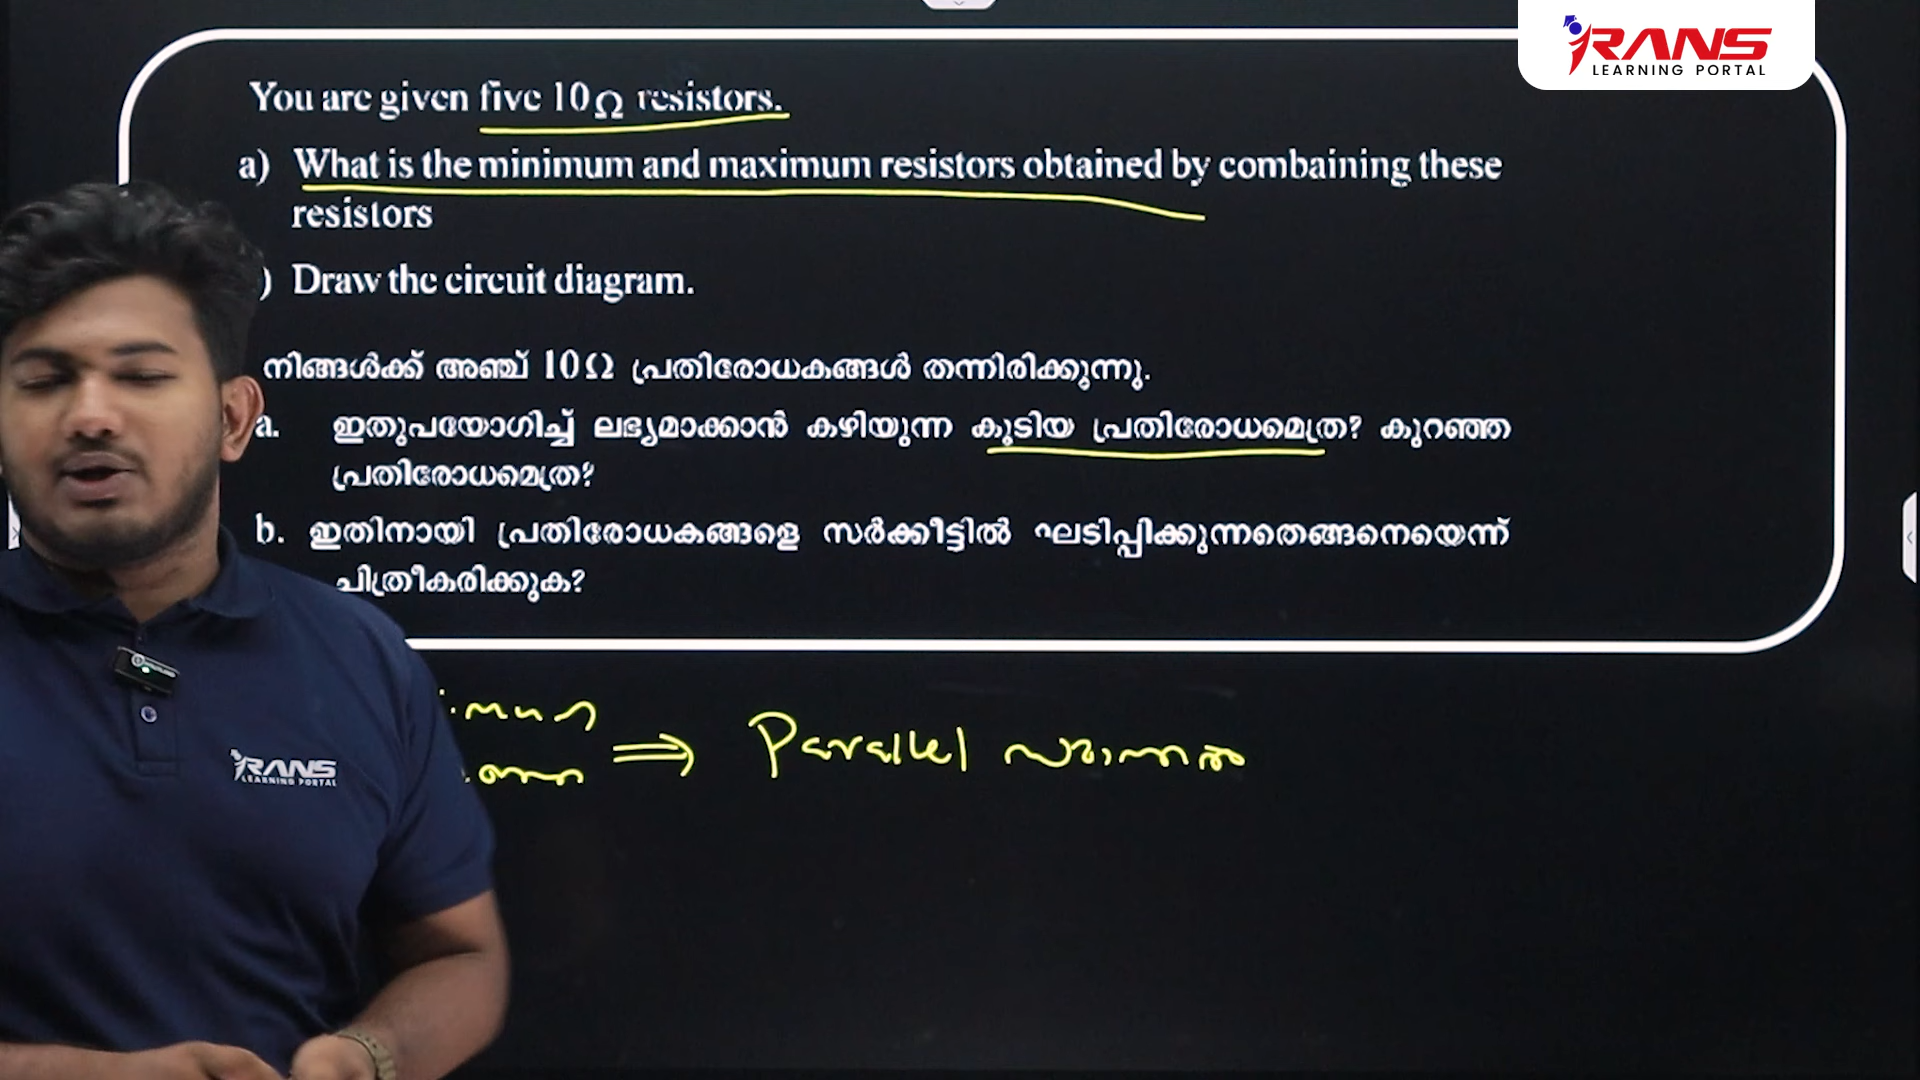 RANS
LEARNING PORTAL
You are given five 10Ω resistors.
a) What is the minimum and maximum resistors obtained by combaining these
resistors
) Draw the circuit diagram.
നിങ്ങൾക്ക് അഞ്ച് 10Ω പ്രതിരോധകങ്ങൾ തന്നിരിക്കുന്നു.
a. ഇതുപയോഗിച്ച് ലഭ്യമാക്കാൻ കഴിയുന്ന കൂടിയ പ്രതിരോധമെത്ര? കുറഞ്ഞ
പ്രതിരോധമെത്ര?
b. ഇതിനായി പ്രതിരോധകങ്ങളെ സർക്കീട്ടിൽ ഘടിപ്പിക്കുന്നതെങ്ങനെയെന്ന്
ചിത്രീകരിക്കുക?
⇒ Parallel
RANS
LEARNING PORTAL